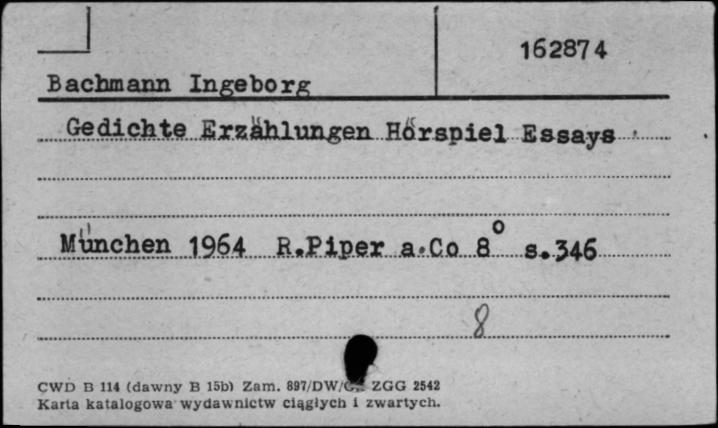 162874
Bachmann Ingeborg
Gedichte Erzählungen Hörspiel Essays
München 1964 R.Piper a.Co 8° s.346
8
CWD B 114 (dawny B 15b) Zam. 897/DW/ ZGG 2542
Karta katalogowa wydawnictw ciągłych i zwartych.